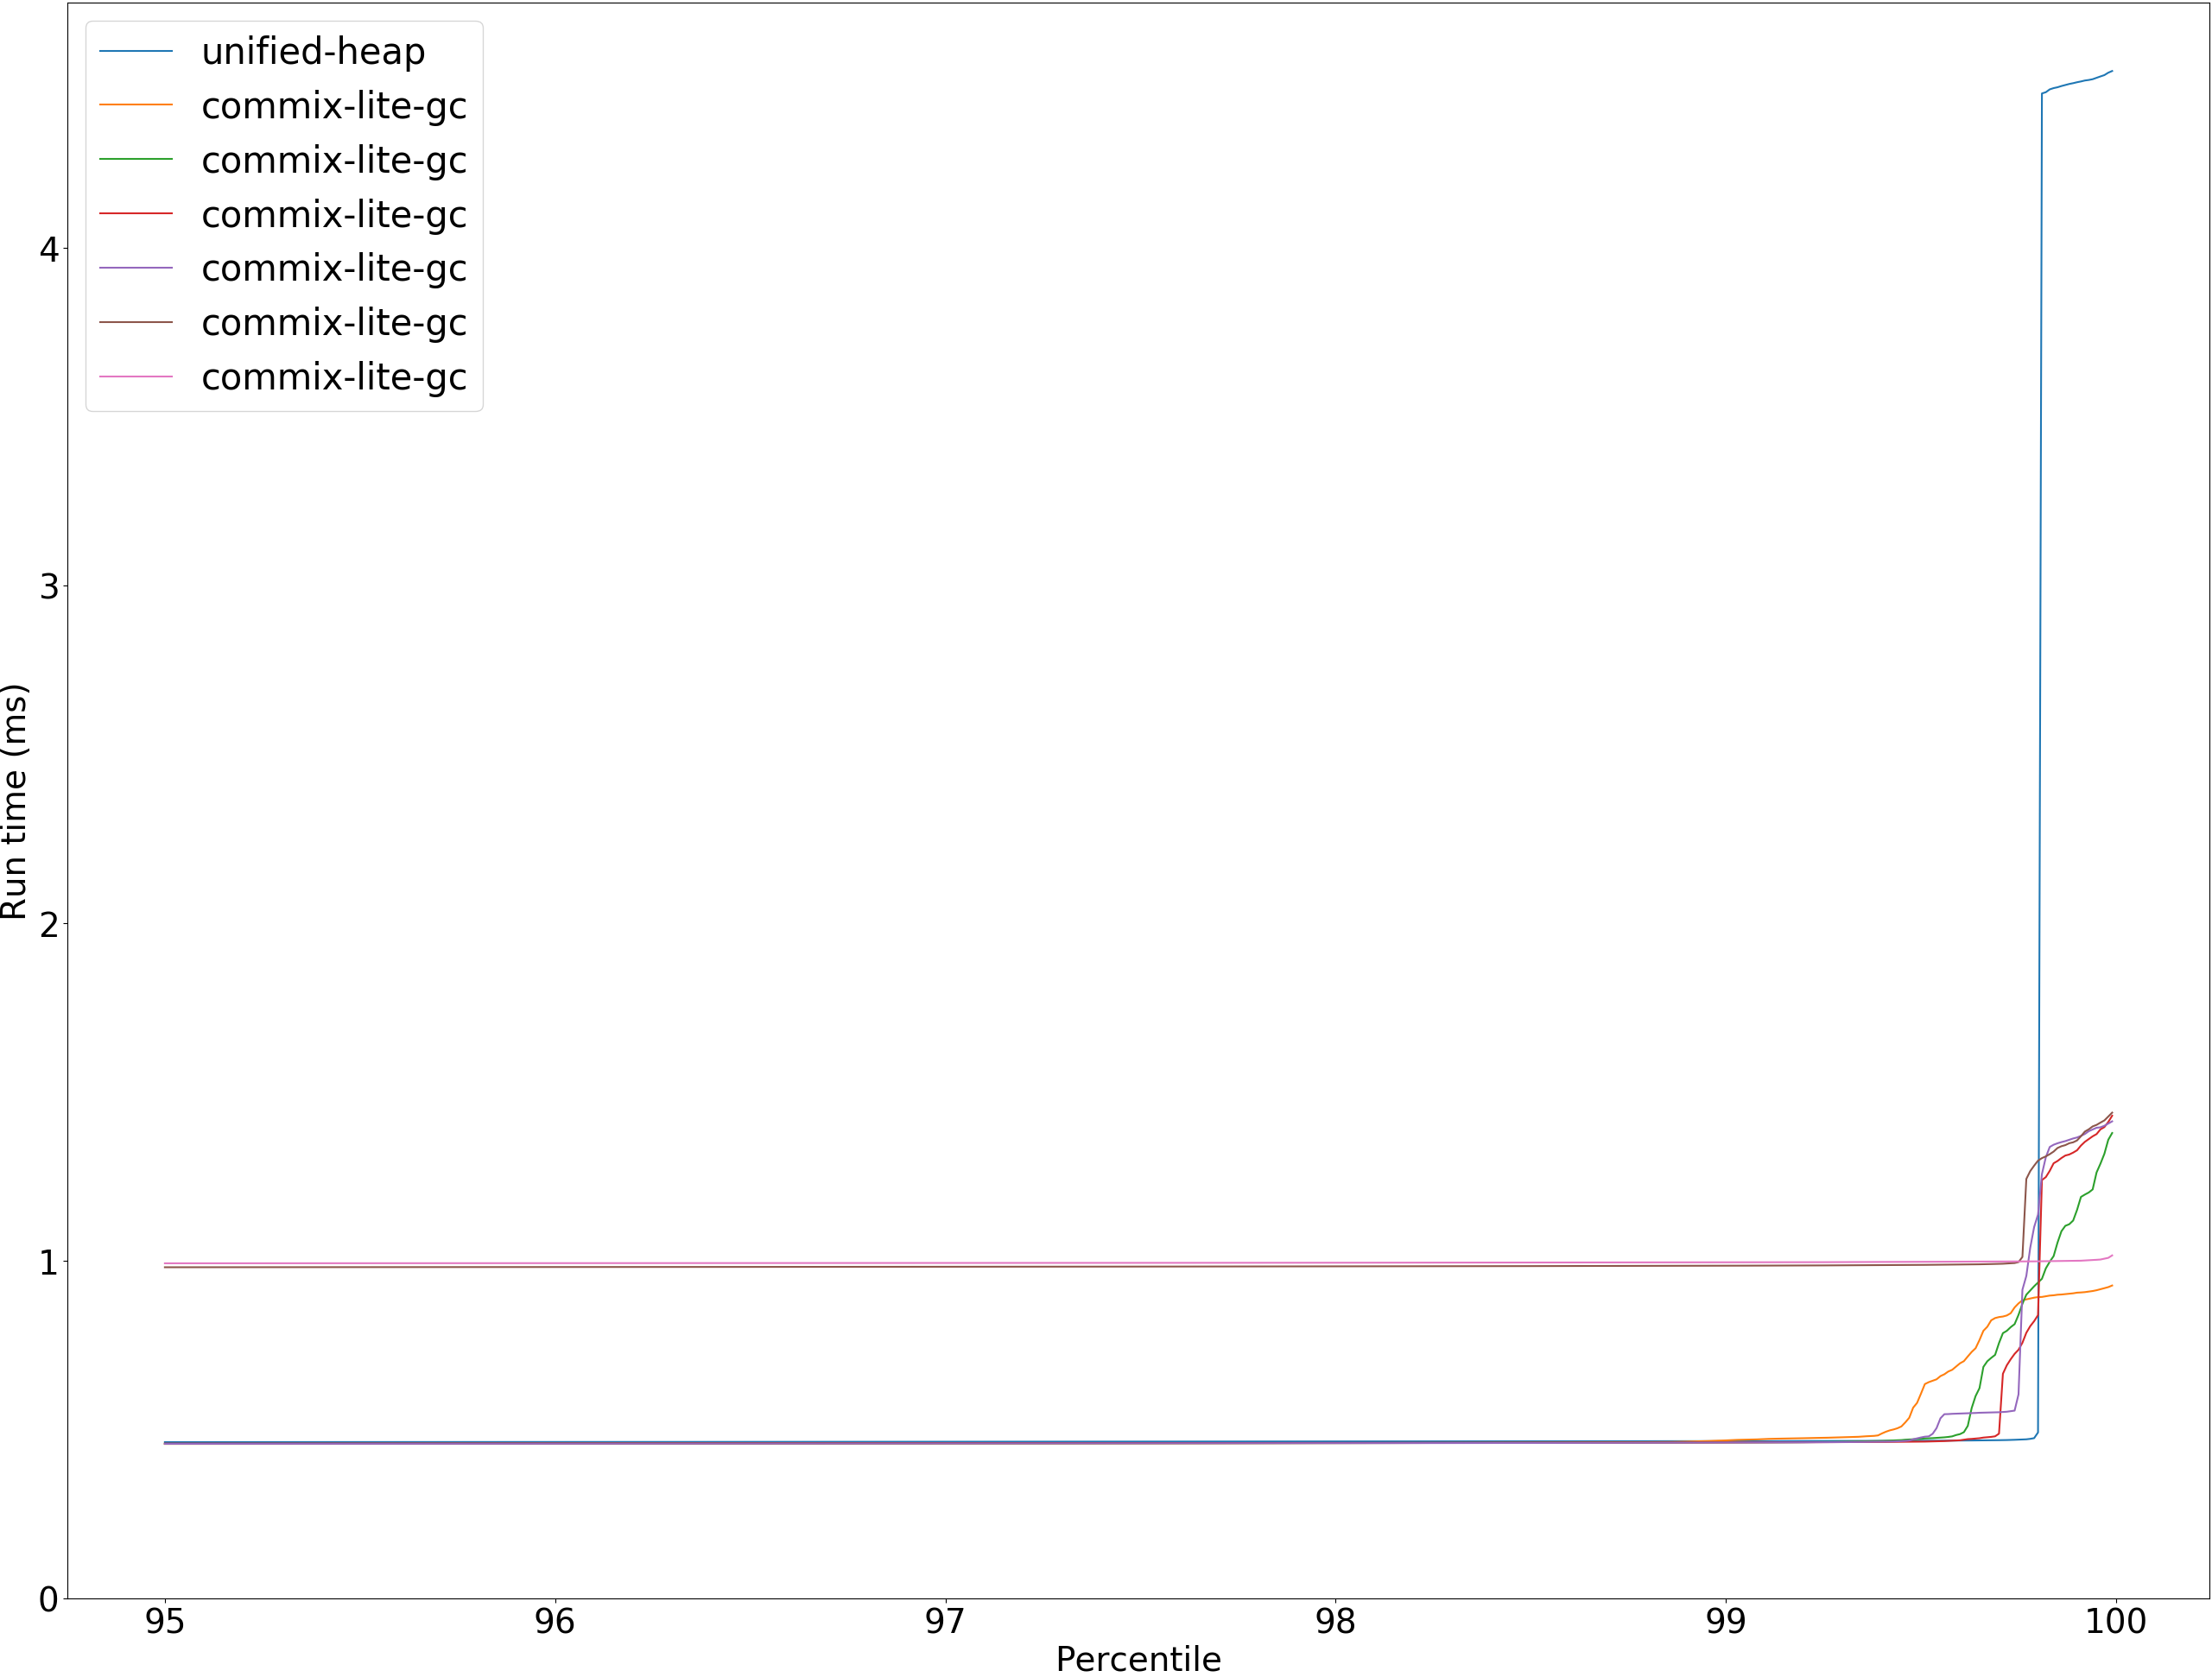 unified-heap
commix-lite-gc
commix-lite-gc
commix-lite-gc
commix-lite-gc
commix-lite-gc
commix-lite-gc
4
3
2
1
0
Run time (ms)
95 96 97 98 99 100
Percentile